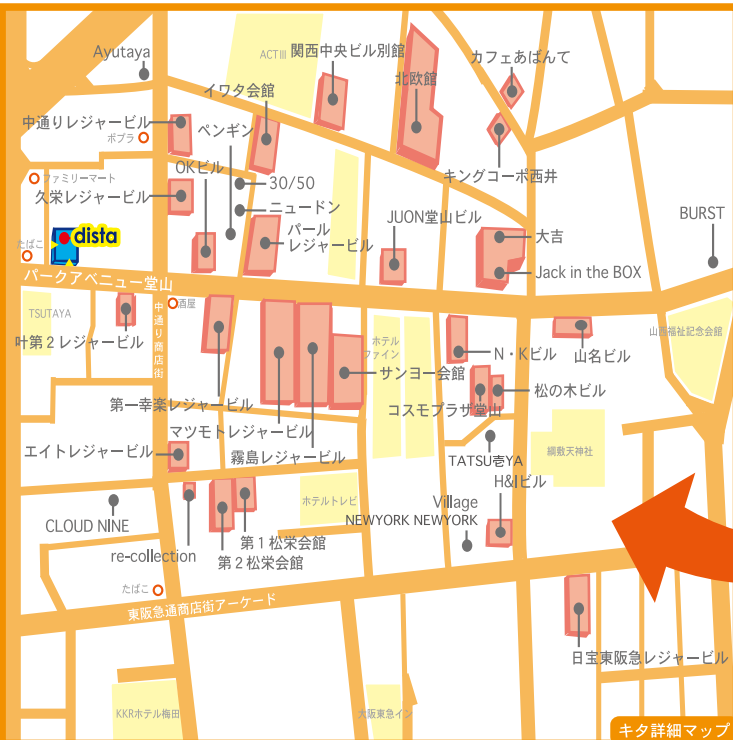 Ayutaya
ACTⅢ
関西中央ビル別館
カフェあばんて
イワタ会館
北欧館
中通りレジャービル
ペンギン
ポプラ
OKビル
キングコーポ西井
ファミリーマート
30/50
久栄レジャービル
ニュードン
JUON堂山ビル
BURST
パール
レジャービル
dista
大吉
たばこ
Jack in the BOX
パークアベニュー堂山
酒屋
TSUTAYA
中通り商店街
山西福祉記念会館
叶第2レジャービル
ホテル
ファイン
N・Kビル
山名ビル
サンヨー会館
松の木ビル
第一幸楽レジャービル
コスモプラザ堂山
マツモトレジャービル
エイトレジャービル
霧島レジャービル
TATSU壱YA
綱敷天神社
H&Iビル
ホテルトレビ
Village
CLOUD NINE
NEWYORK NEWYORK
re-collection
第1松栄会館
第2松栄会館
たばこ
東阪急通商店街アーケード
日宝東阪急レジャービル
KKRホテル梅田
大阪東急イン
キタ詳細マップ